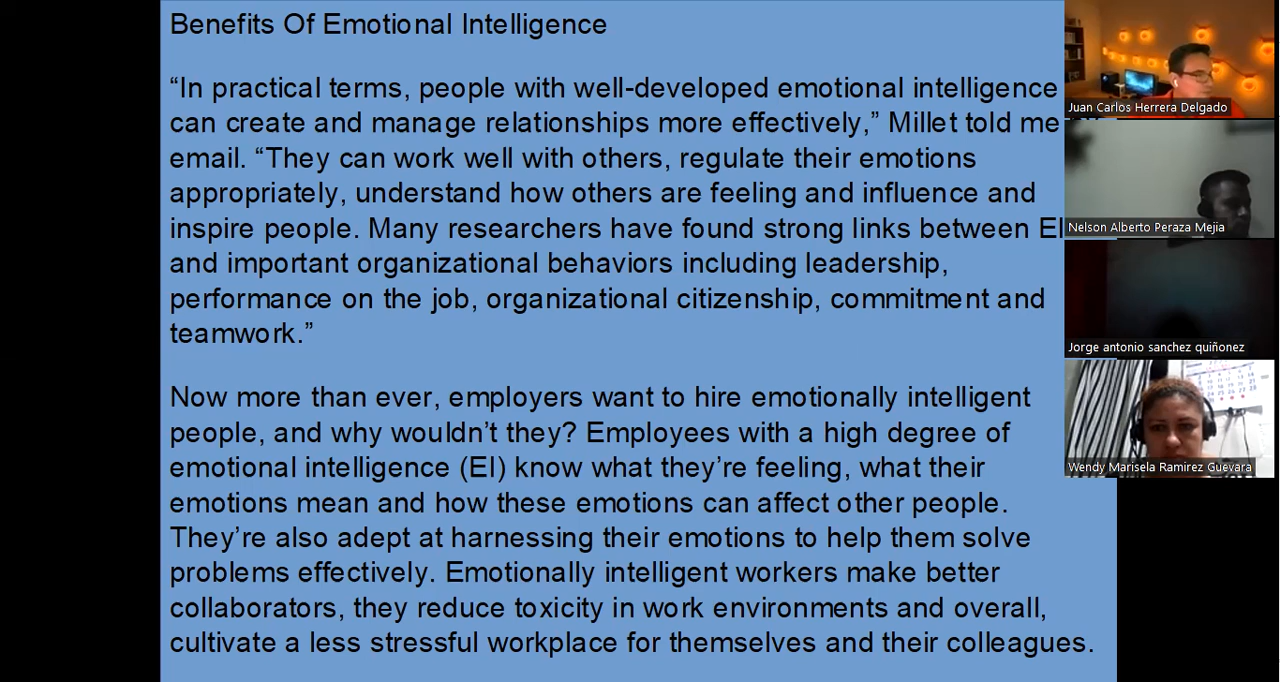 Benefits Of Emotional Intelligence
“In practical terms, people with well-developed emotional intelligence
can create and manage relationships more effectively,” Millet told me
email. “They can work well with others, regulate their emotions
appropriately, understand how others are feeling and influence and
inspire people. Many researchers have found strong links between EI
and important organizational behaviors including leadership,
performance on the job, organizational citizenship, commitment and
teamwork.”
Now more than ever, employers want to hire emotionally intelligent
people, and why wouldn’t they? Employees with a high degree of
emotional intelligence (EI) know what they’re feeling, what their
emotions mean and how these emotions can affect other people.
They’re also adept at harnessing their emotions to help them solve
problems effectively. Emotionally intelligent workers make better
collaborators, they reduce toxicity in work environments and overall,
cultivate a less stressful workplace for themselves and their colleagues.
Juan Carlos Herrera Delgado
Nelson Alberto Peraza Mejia
Jorge antonio sanchez quiñonez
Wendy Marisela Ramirez Guevara